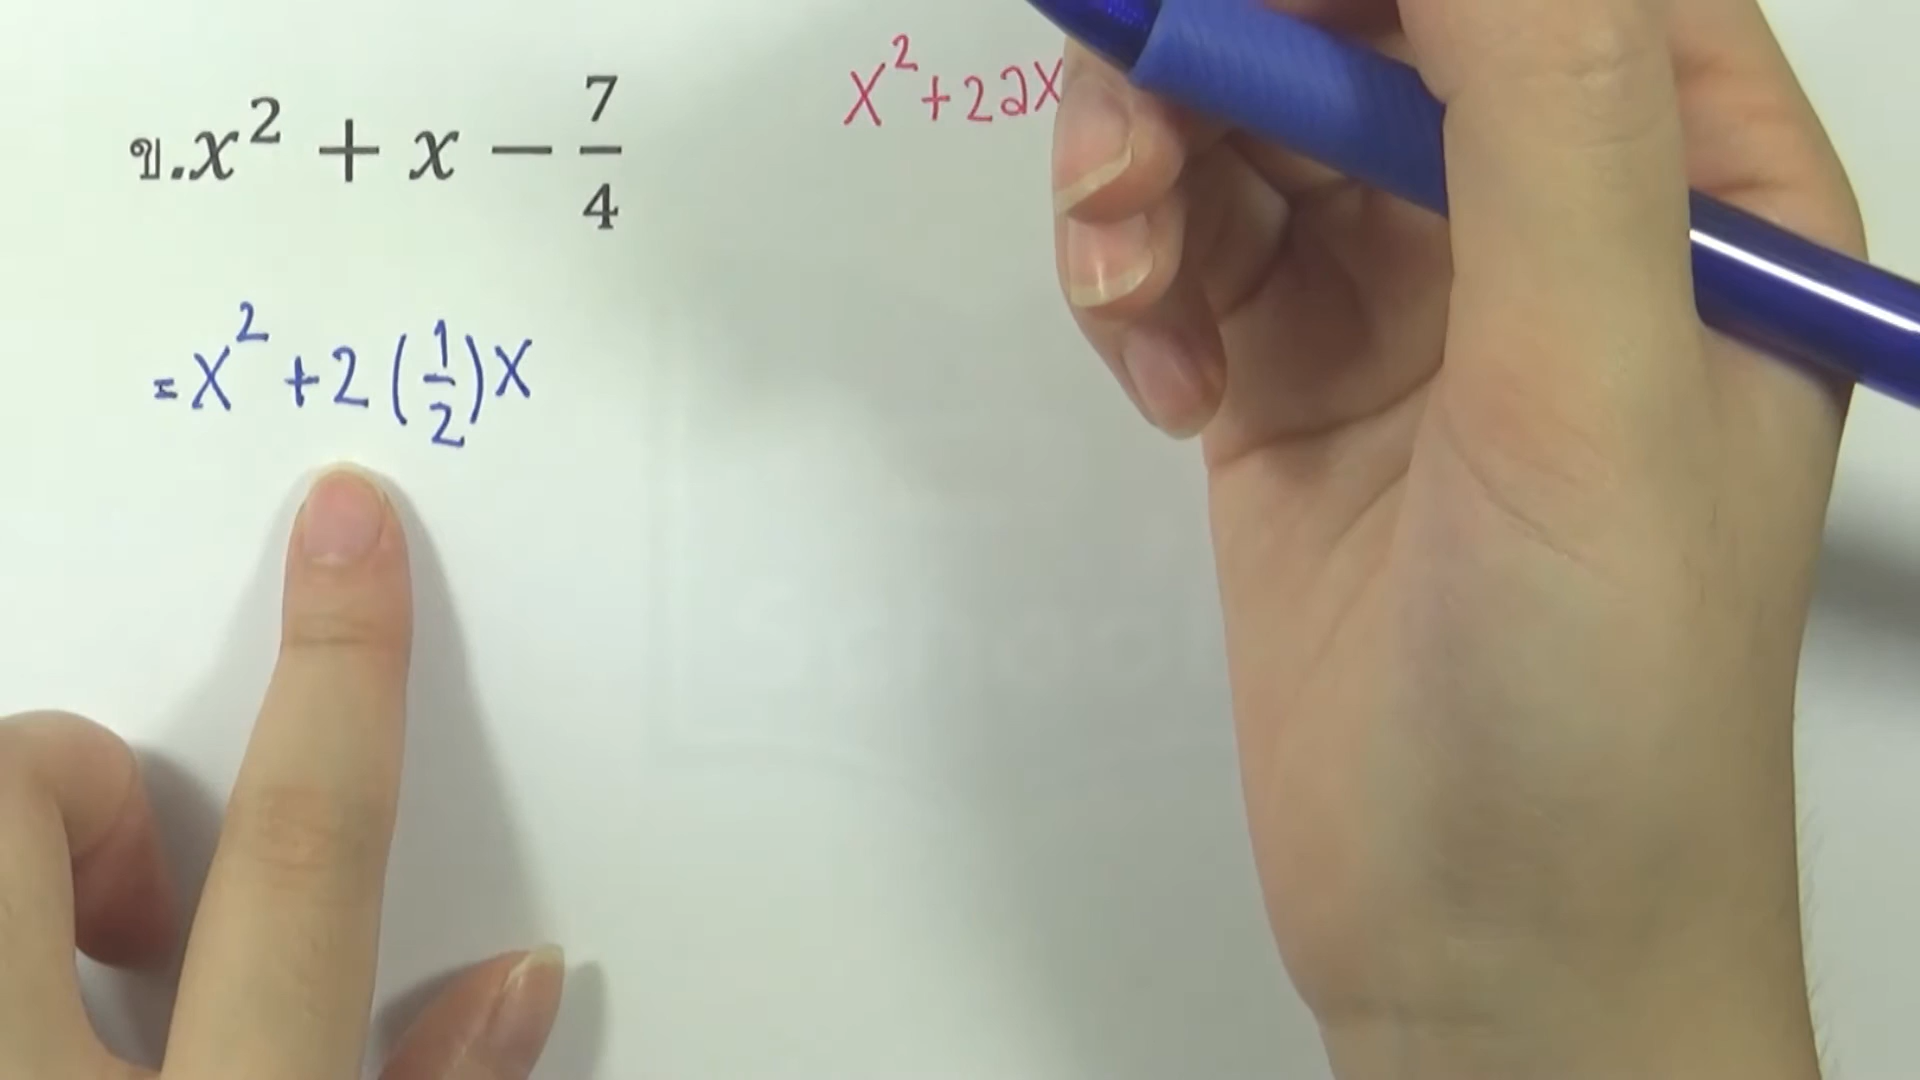 ข. x² + x − 7/4
x² + 2ax
= x² + 2(1/2)x